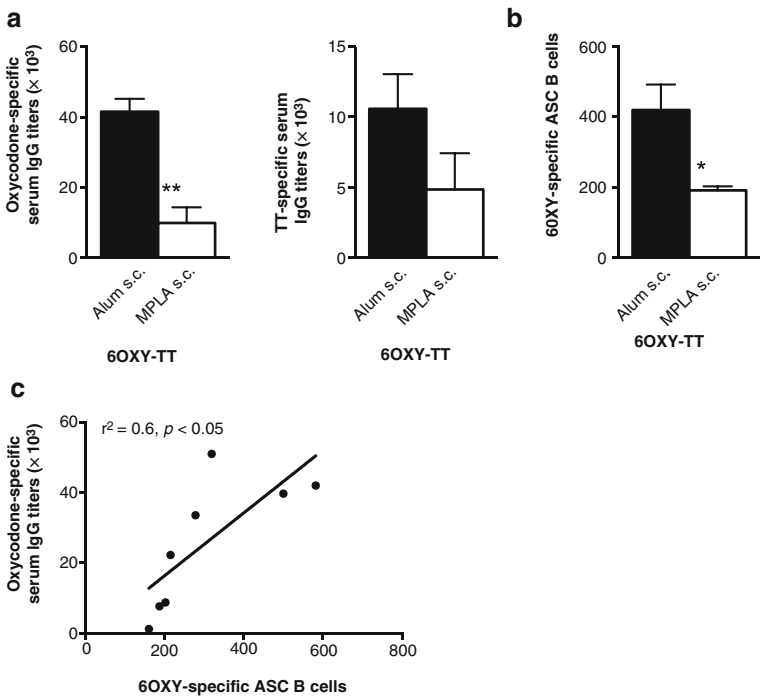 a
Oxycodone-specific
serum IgG titers (× 10³)
60
40
20
0
**
Alum s.c.
MPLA s.c.
6OXY-TT
TT-specific serum
IgG titers (× 10³)
15
10
5
0
Alum s.c.
MPLA s.c.
6OXY-TT
b
60XY-specific ASC B cells
600
400
200
0
*
Alum s.c.
MPLA s.c.
6OXY-TT
c
Oxycodone-specific
serum IgG titers (× 10³)
60
40
20
0
r² = 0.6, p < 0.05
0
200
400
600
800
6OXY-specific ASC B cells